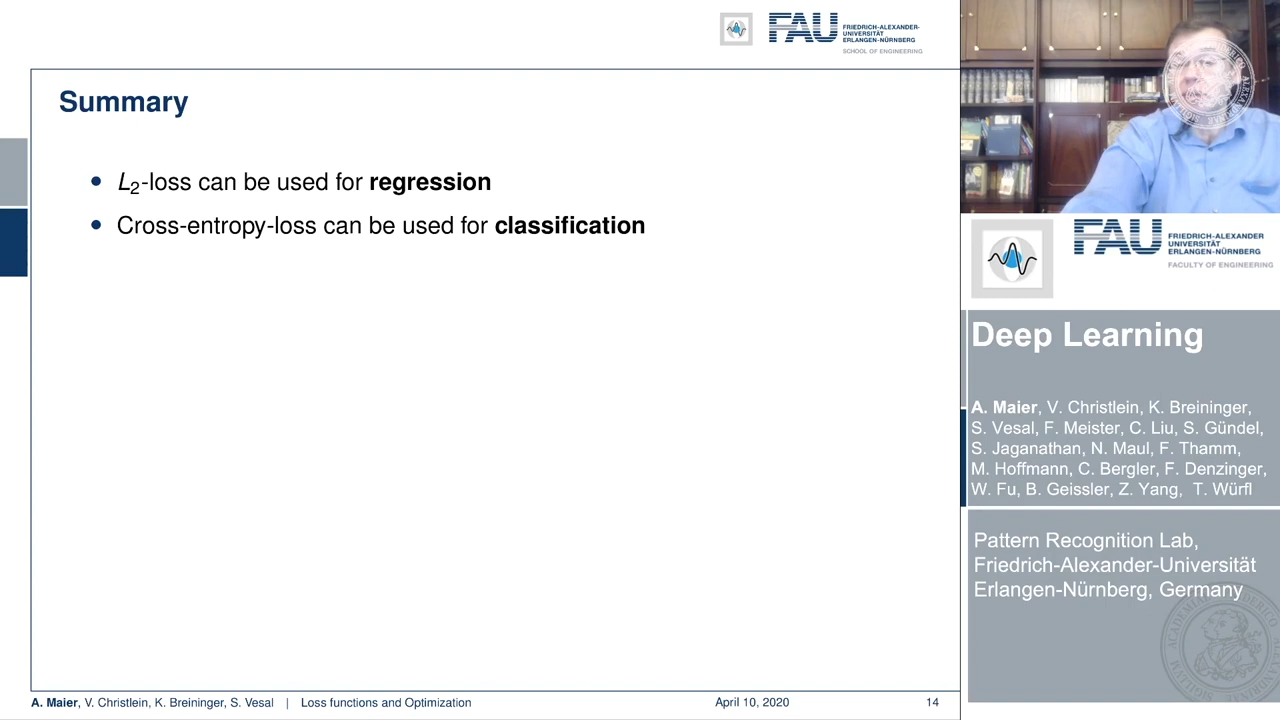 FAU
FRIEDRICH-ALEXANDER-
UNIVERSITÄT
ERLANGEN-NÜRNBERG
SCHOOL OF ENGINEERING
Summary
• L₂-loss can be used for regression
• Cross-entropy-loss can be used for classification
A. Maier, V. Christlein, K. Breininger, S. Vesal | Loss functions and Optimization April 10, 2020 14
FAU
FRIEDRICH-ALEXANDER
UNIVERSITÄT
ERLANGEN-NÜRNBERG
FACULTY OF ENGINEERING
Deep Learning
A. Maier, V. Christlein, K. Breininger,
S. Vesal, F. Meister, C. Liu, S. Gündel,
S. Jaganathan, N. Maul, F. Thamm,
M. Hoffmann, C. Bergler, F. Denzinger,
W. Fu, B. Geissler, Z. Yang, T. Würfl
Pattern Recognition Lab,
Friedrich-Alexander-Universität
Erlangen-Nürnberg, Germany